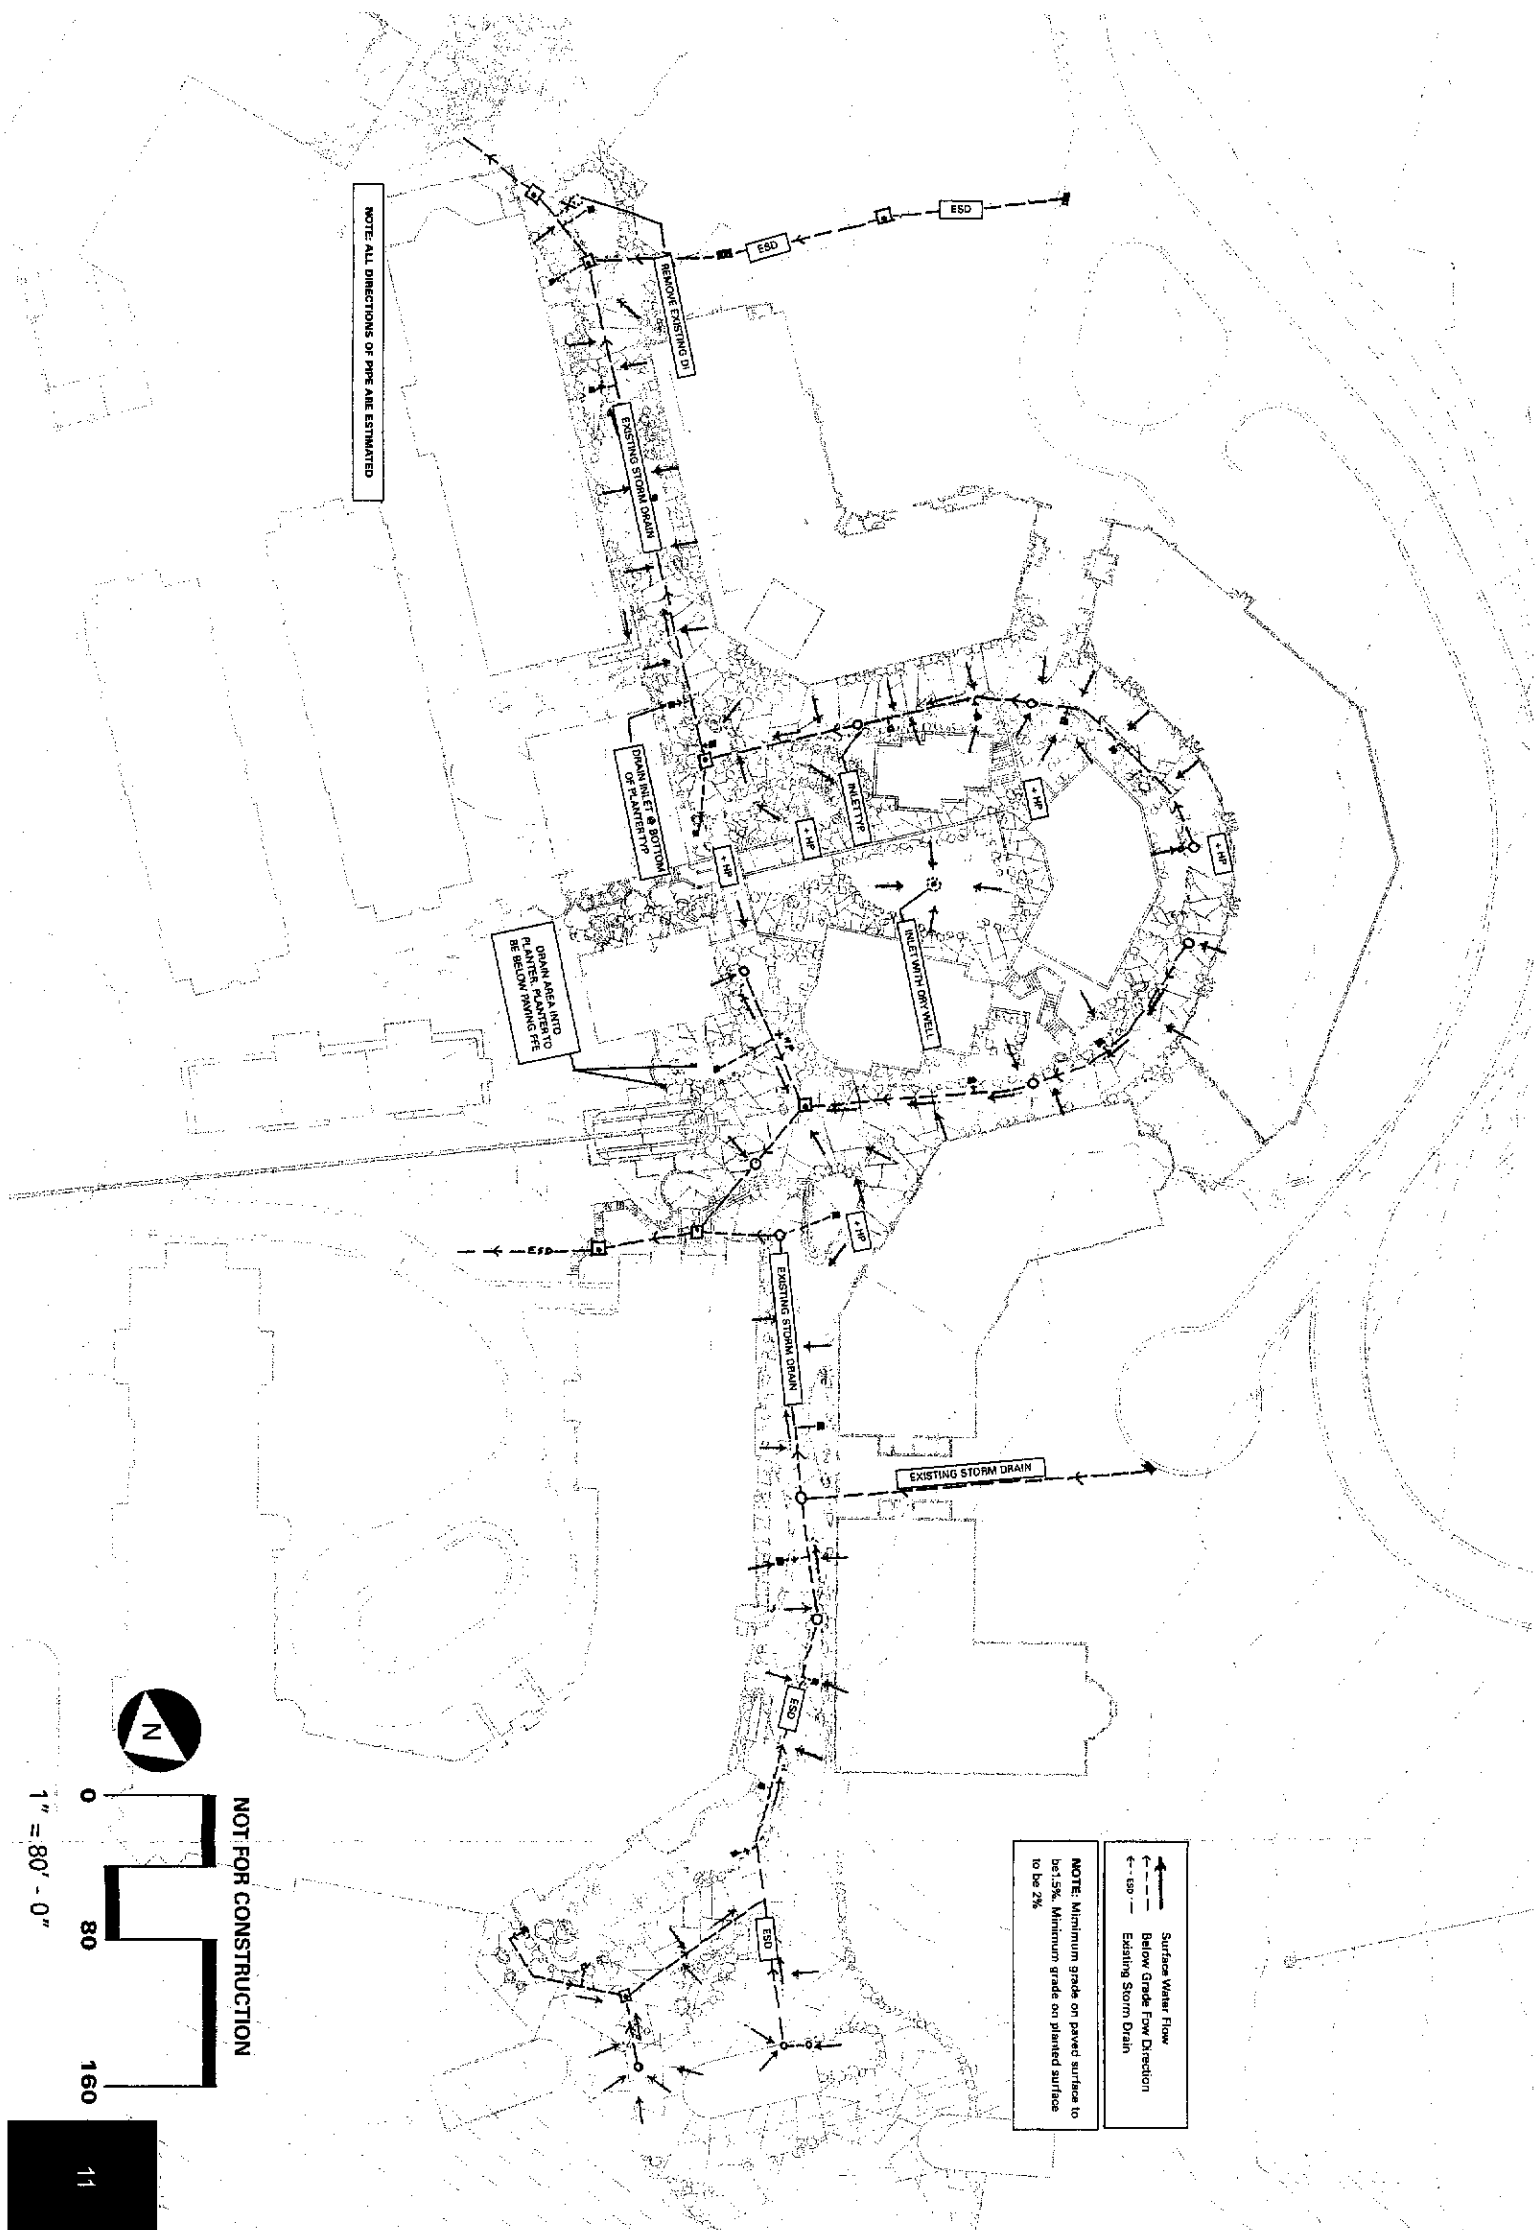 ESD
ESD
REMOVE EXISTING DI
NOTE: ALL DIRECTIONS OF PIPE ARE ESTIMATED
EXISTING STORM DRAIN
DRAIN INLET @ BOTTOM
OF PLANTER TYP
INLET TYP.
+ HP
+ HP
+ HP
+ HP
INLET WITH DRY WELL
DRAIN AREA INTO
PLANTER. PLANTER TO
BE BELOW PAVING FFE
+HP
+ HP
ESD
EXISTING STORM DRAIN
EXISTING STORM DRAIN
ESD
ESD
Surface Water Flow
Below Grade Fow Direction
ESD
Existing Storm Drain
NOTE: Mimimum grade on paved surface to
be1.5%. Minimum grade on planted surface
to be 2%
N
NOT FOR CONSTRUCTION
0 80 160
1" = 80' - 0"
11